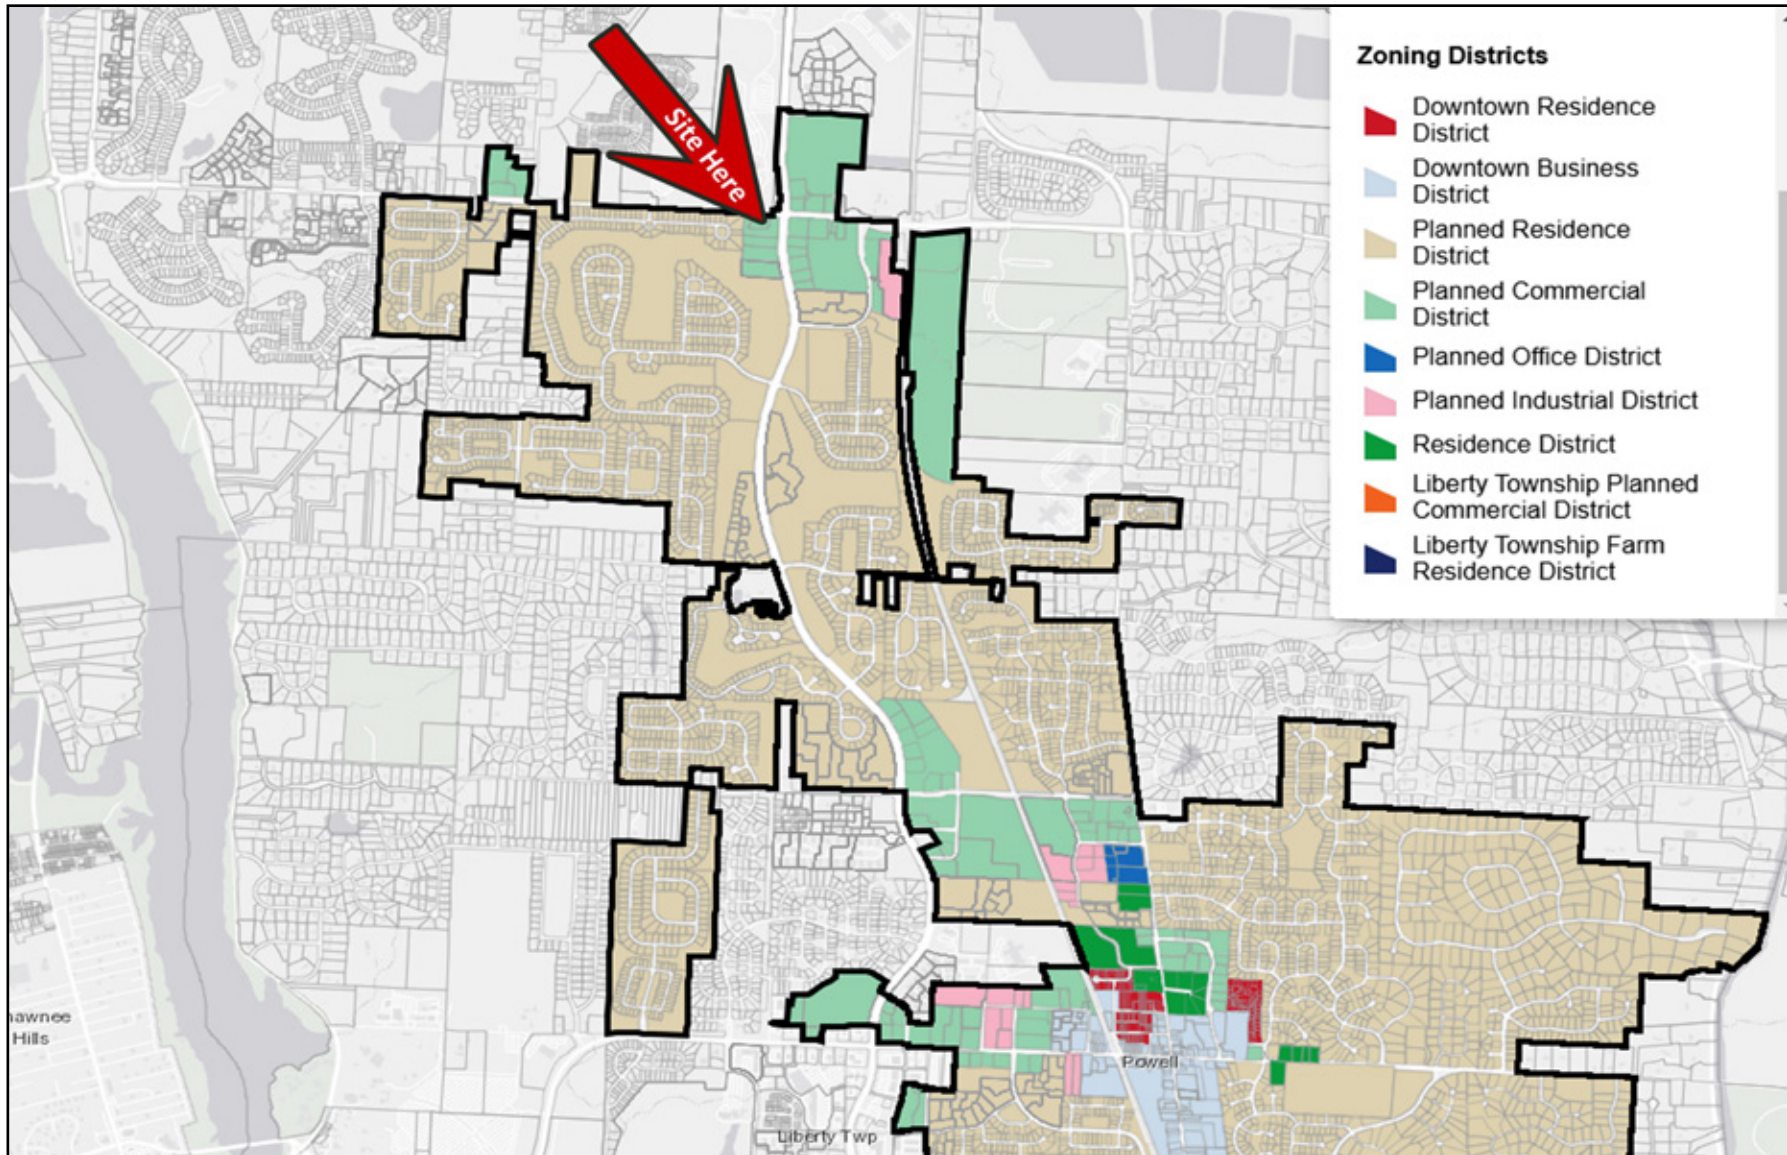 Site Here
Zoning Districts
Downtown Residence
District
Downtown Business
District
Planned Residence
District
Planned Commercial
District
Planned Office District
Planned Industrial District
Residence District
Liberty Township Planned
Commercial District
Liberty Township Farm
Residence District
hawnee
Hills
Powell
Liberty Twp